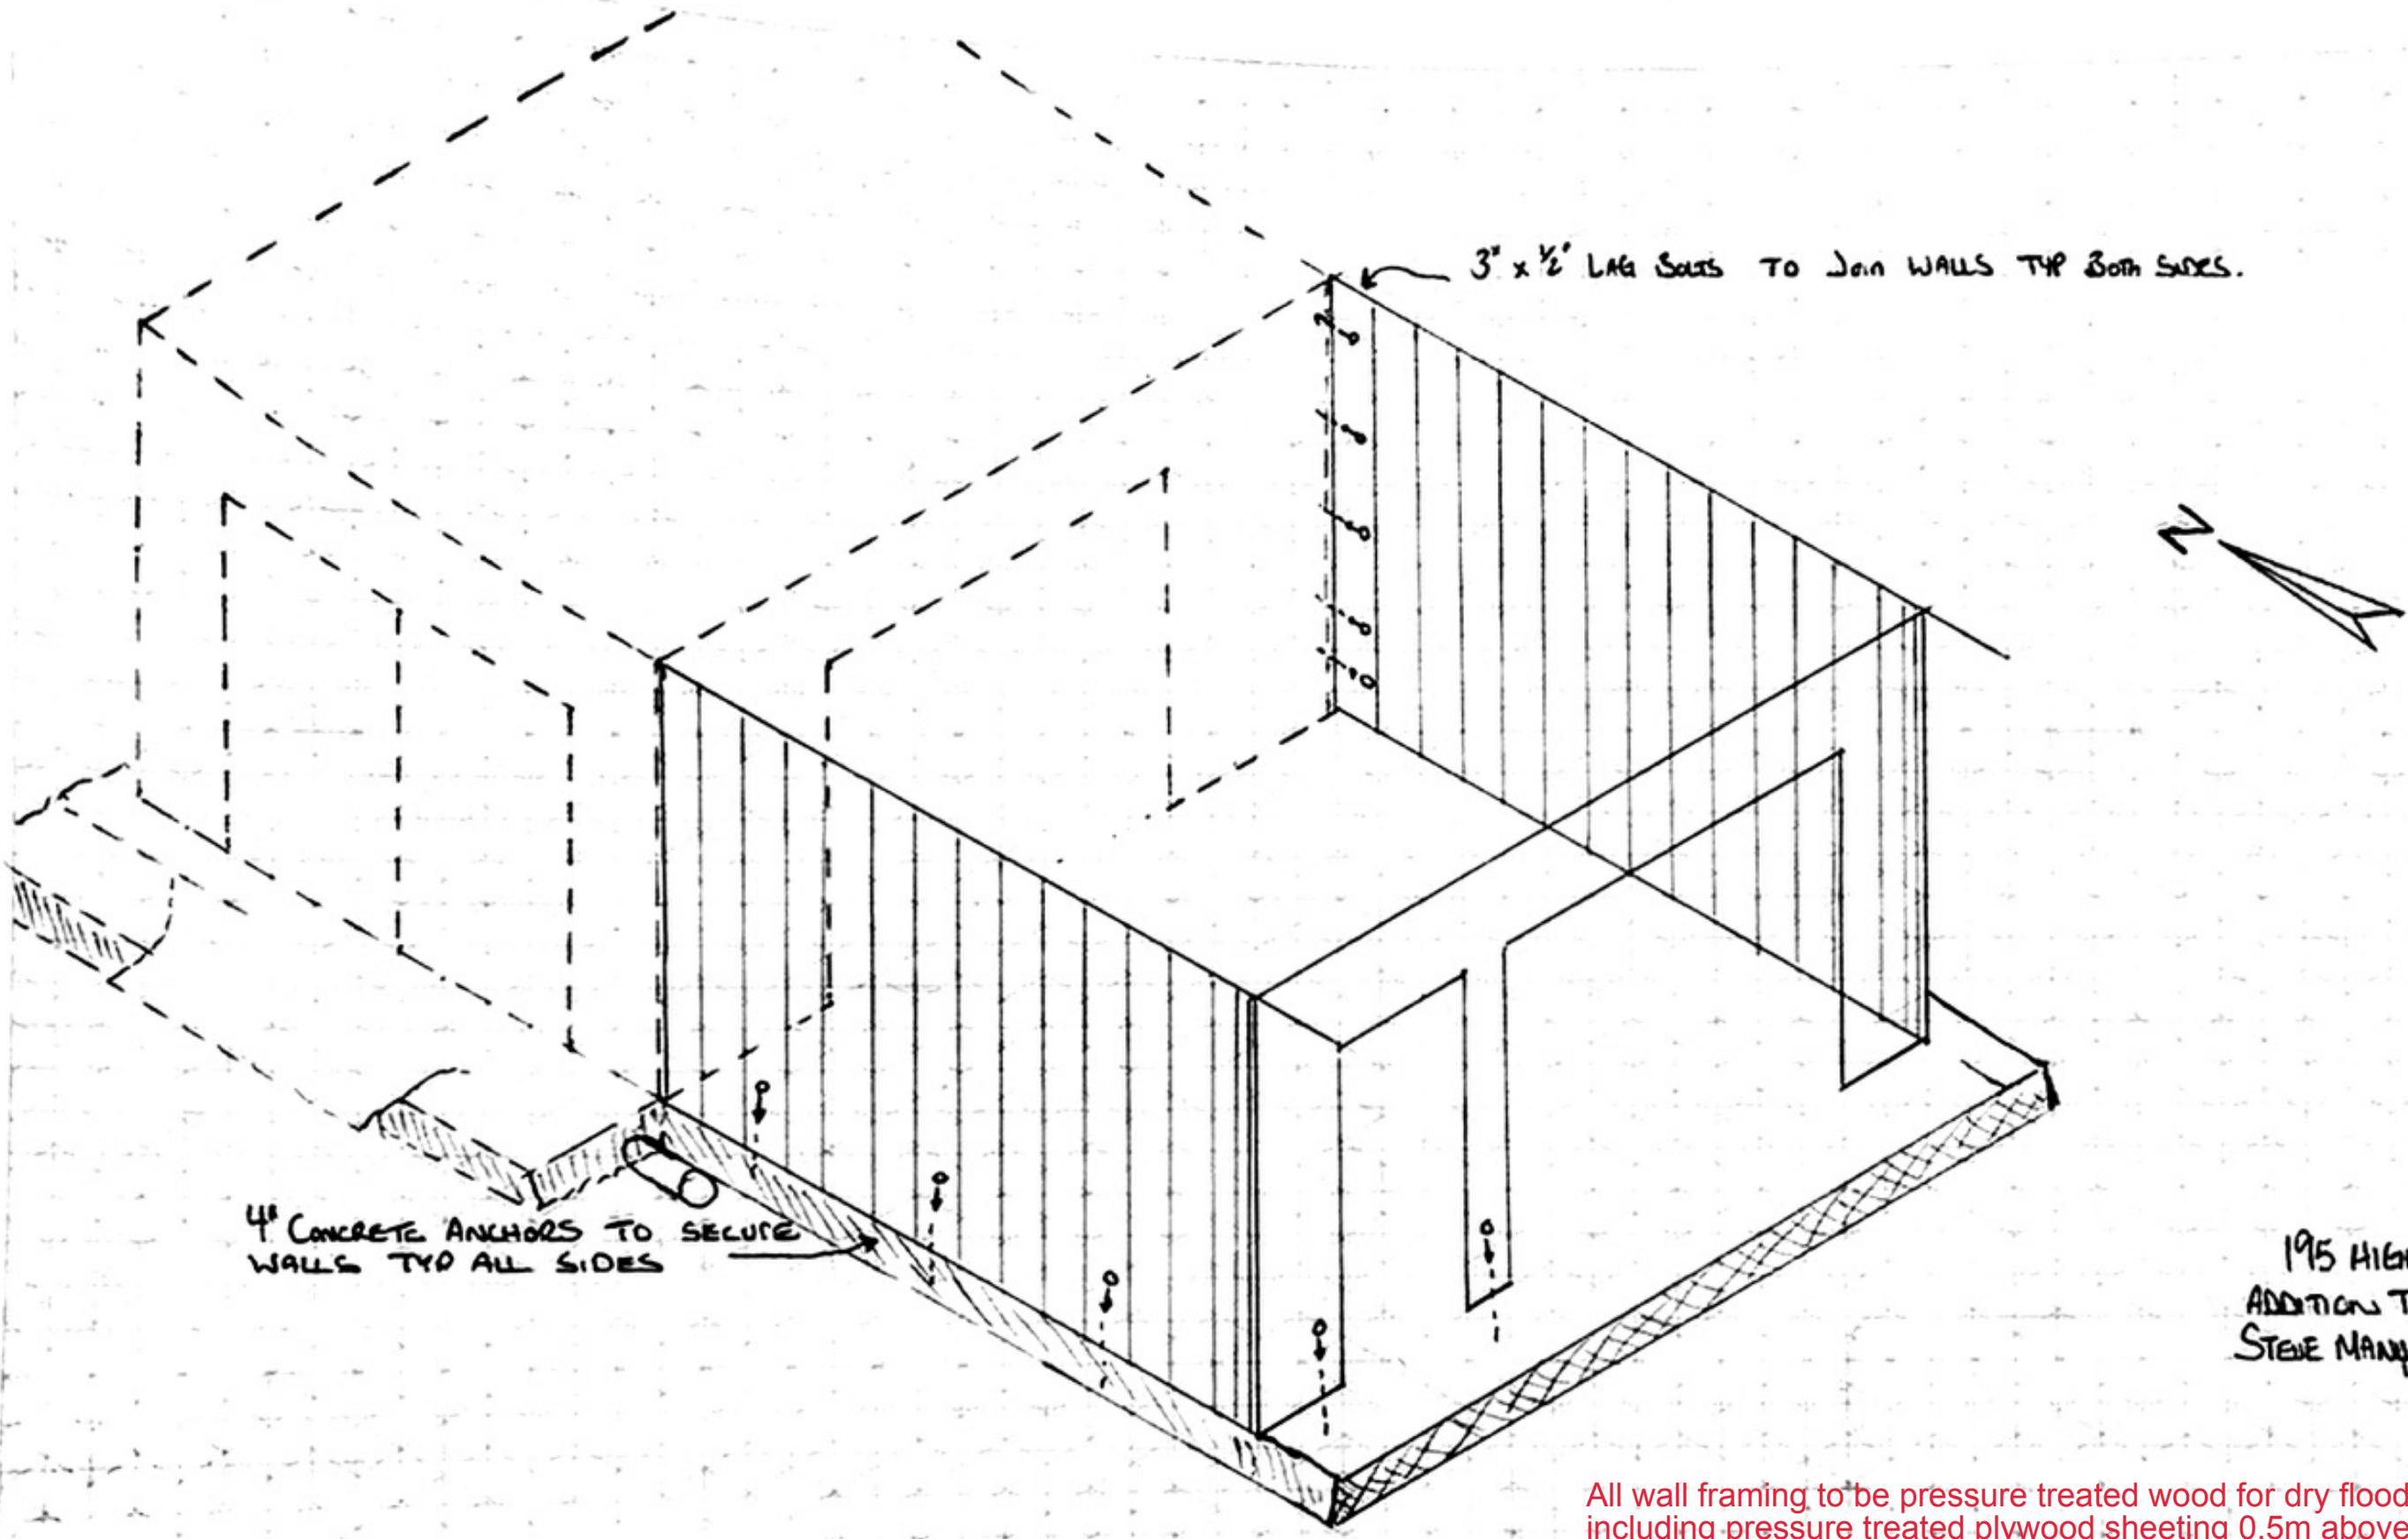 3" x ½" LAG BOLTS TO Join WALLS TYP BOTH SIDES.
N
4" CONCRETE ANCHORS TO SECURE
WALLS TYP ALL SIDES
195 HIGH
ADDITION T
STEVE MANY
All wall framing to be pressure treated wood for dry flood
including pressure treated plywood sheeting 0.5m above